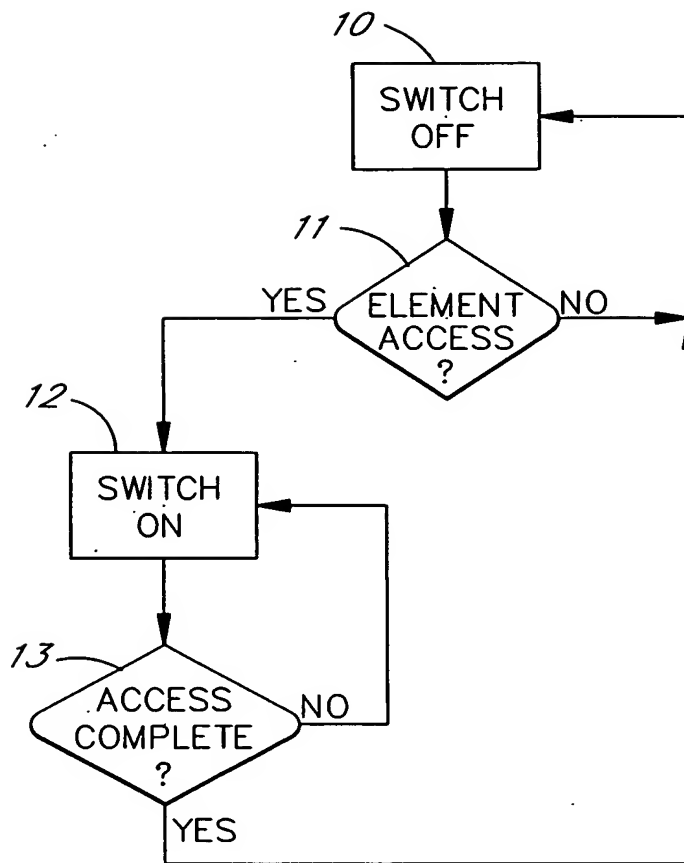 10
SWITCH
OFF
11
YES
ELEMENT
ACCESS
?
NO
12
SWITCH
ON
13
ACCESS
COMPLETE
?
NO
YES